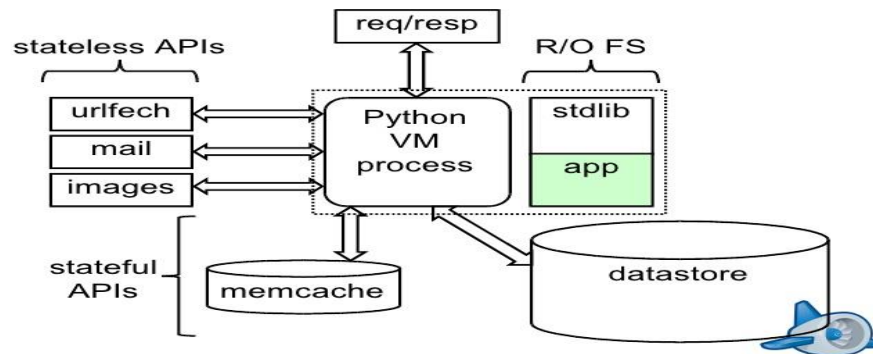 req/resp
stateless APIs
R/O FS
urlfech
mail
images
Python
VM
process
stdlib
app
stateful
APIs
memcache
datastore